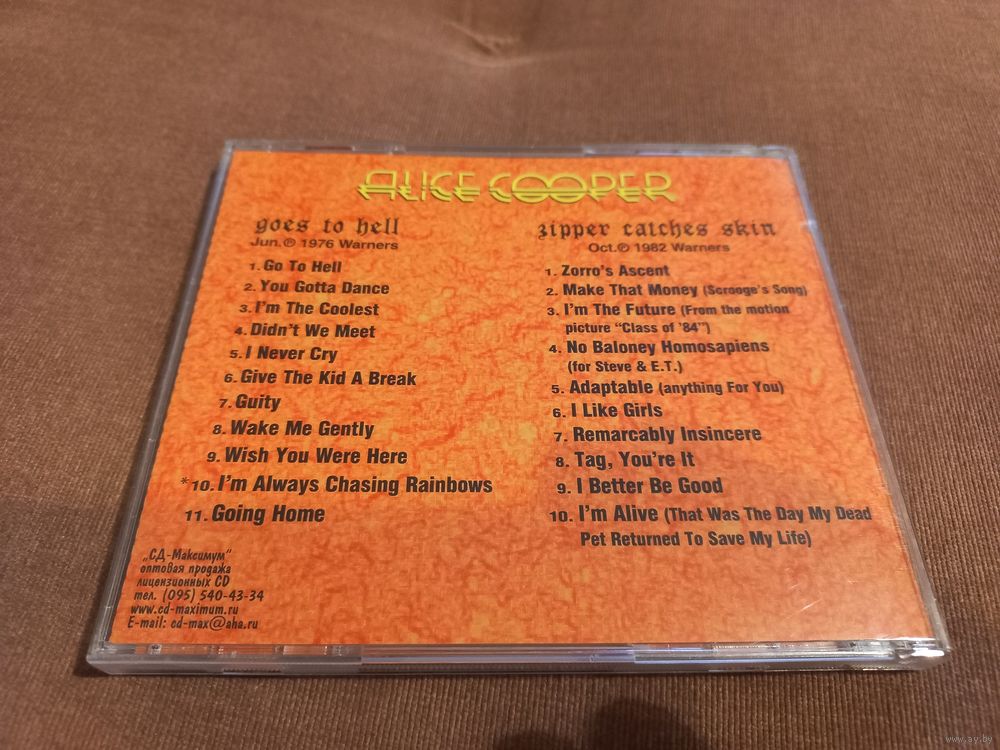 ALICE COOPER
goes to hell
Jun. ℗ 1976 Warners
1. Go To Hell
2. You Gotta Dance
3. I'm The Coolest
4. Didn't We Meet
5. I Never Cry
6. Give The Kid A Break
7. Guity
8. Wake Me Gently
9. Wish You Were Here
*10. I'm Always Chasing Rainbows
11. Going Home
zipper catches skin
Oct. ℗ 1982 Warners
1. Zorro's Ascent
2. Make That Money (Scrooge's Song)
3. I'm The Future (From the motion
picture "Class of '84")
4. No Baloney Homosapiens
(for Steve & E.T.)
5. Adaptable (anything For You)
6. I Like Girls
7. Remarcably Insincere
8. Tag, You're It
9. I Better Be Good
10. I'm Alive (That Was The Day My Dead
Pet Returned To Save My Life)
„СД-Максимум"
оптовая продажа
лицензионных CD
тел. (095) 540-43-34
www.cd-maximum.ru
E-mail: cd-max@aha.ru
www.ay.by